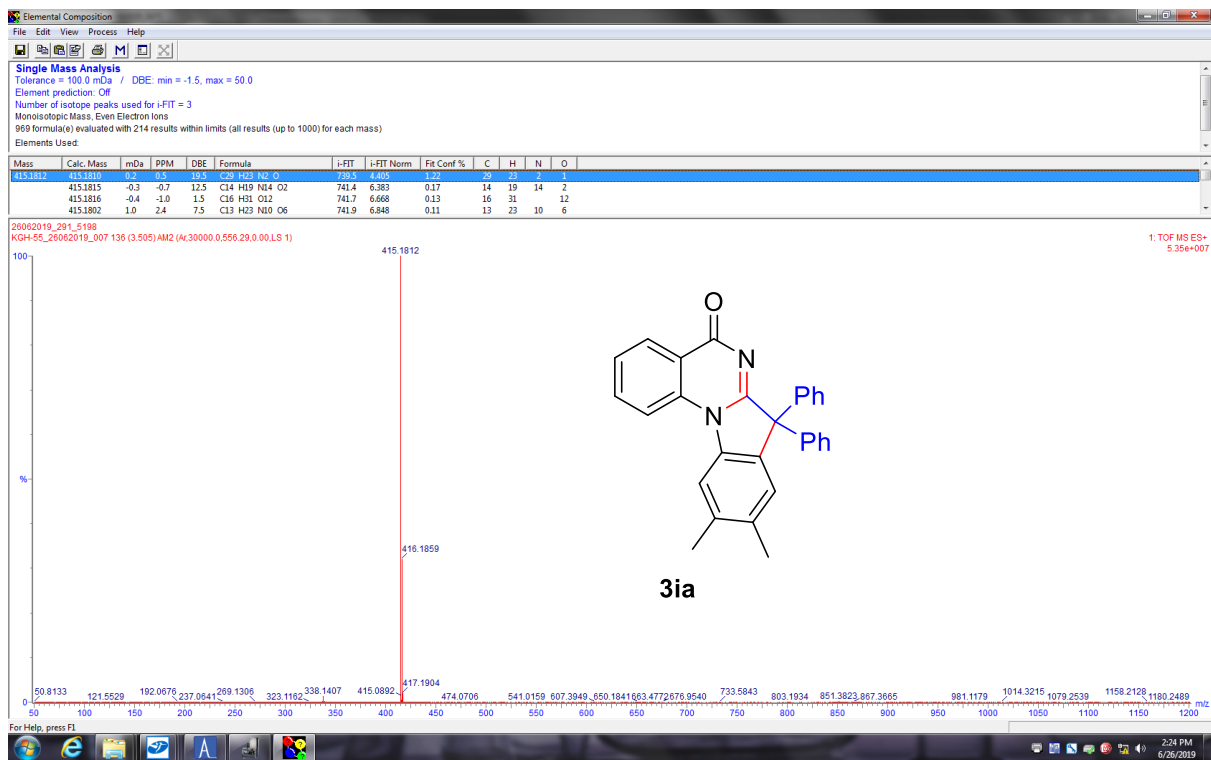 Elemental Composition
File Edit View Process Help
Single Mass Analysis
Tolerance = 100.0 mDa / DBE: min = -1.5, max = 50.0
Element prediction: Off
Number of isotope peaks used for i-FIT = 3
Monoisotopic Mass, Even Electron Ions
969 formula(e) evaluated with 214 results within limits (all results (up to 1000) for each mass)
Elements Used:
Mass Calc. Mass mDa PPM DBE Formula i-FIT i-FIT Norm Fit Conf % C H N O
415.1812 415.1810 0.2 0.5 19.5 C29 H23 N2 O 739.5 4.405 1.22 29 23 2 1
415.1815 -0.3 -0.7 12.5 C14 H19 N14 O2 741.4 6.383 0.17 14 19 14 2
415.1816 -0.4 -1.0 1.5 C16 H31 O12 741.7 6.668 0.13 16 31 12
415.1802 1.0 2.4 7.5 C13 H23 N10 O6 741.9 6.848 0.11 13 23 10 6
26062019_291_5198
KGH-55_26062019_007 136 (3.505) AM2 (Ar,30000.0,556.29,0.00,LS 1)
1: TOF MS ES+
5.35e+007
100
415.1812
O
N
N
Ph
Ph
%
416.1859
3ia
0
50.8133 121.5529 192.0676 237.0641 269.1306 323.1162 338.1407 415.0892 417.1904 474.0706 541.0159 607.3949 650.1841 663.4772 676.9540 733.5843 803.1934 851.3823 867.3665 981.1179 1014.3215 1079.2539 1158.2128 1180.2489
m/z
50 100 150 200 250 300 350 400 450 500 550 600 650 700 750 800 850 900 950 1000 1050 1100 1150 1200
For Help, press F1
2:24 PM
6/26/2019